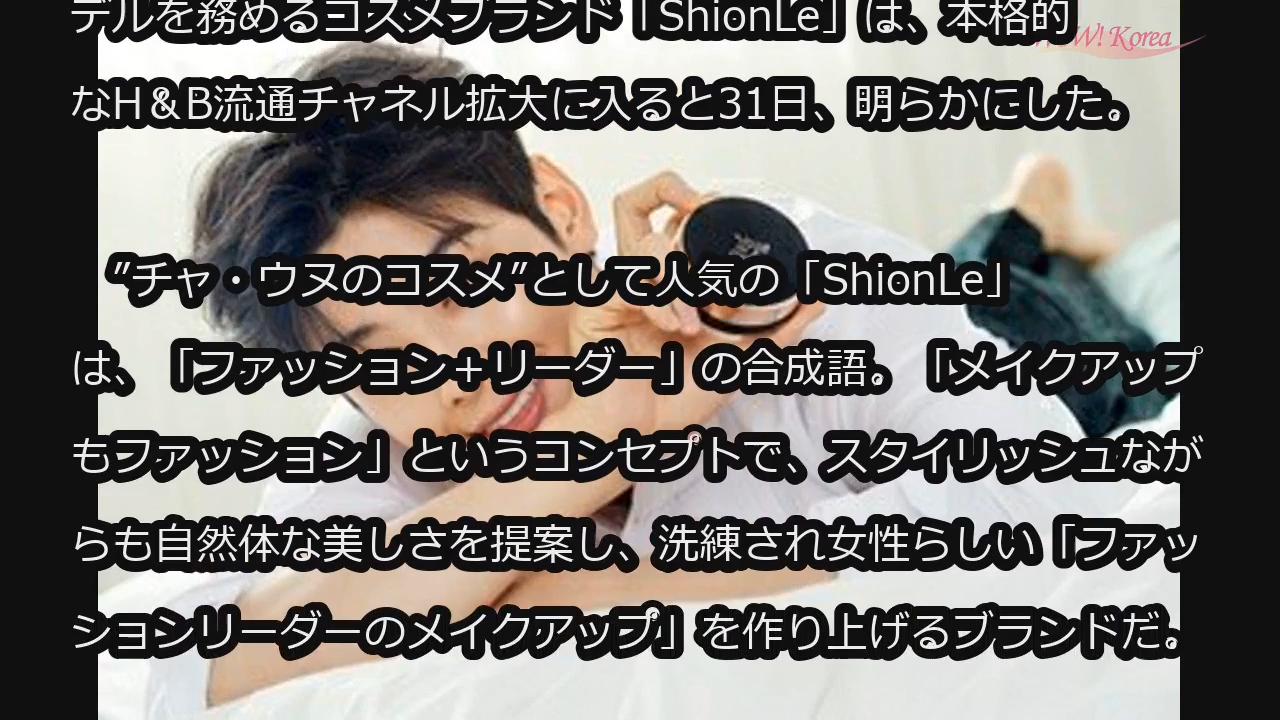 デルを務めるコスメブランド「ShionLe」は、本格的
なH＆B流通チャネル拡大に入ると31日、明らかにした。
”チャ・ウヌのコスメ”として人気の「ShionLe」
は、「ファッション＋リーダー」の合成語。「メイクアップ
もファッション」というコンセプトで、スタイリッシュなが
らも自然体な美しさを提案し、洗練され女性らしい「ファッ
ションリーダーのメイクアップ」を作り上げるブランドだ。
Korea